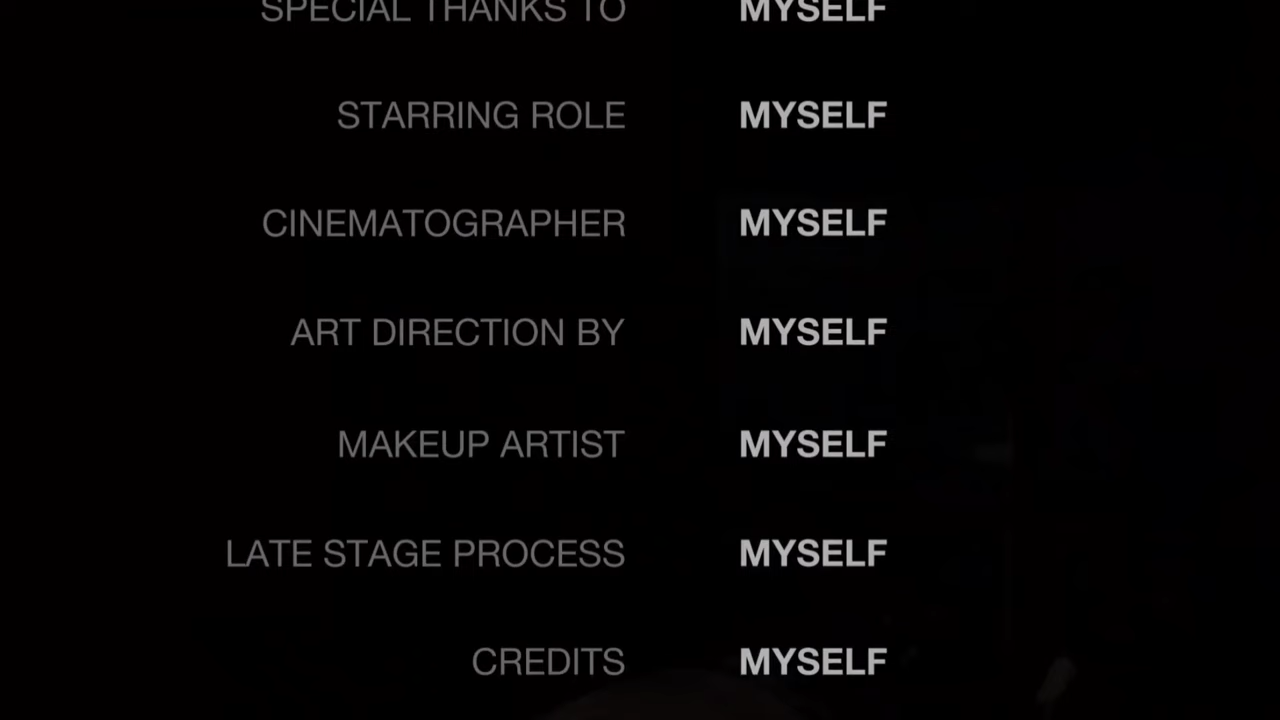 SPECIAL THANKS TO MYSELF
STARRING ROLE MYSELF
CINEMATOGRAPHER MYSELF
ART DIRECTION BY MYSELF
MAKEUP ARTIST MYSELF
LATE STAGE PROCESS MYSELF
CREDITS MYSELF